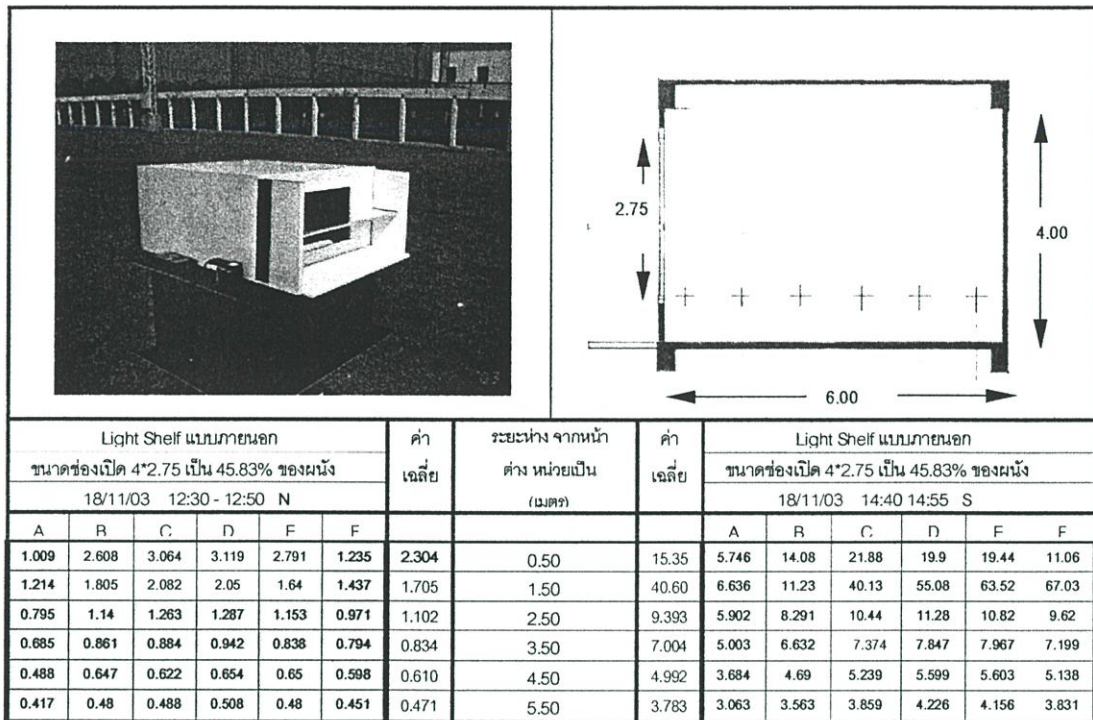 '03
2.75
4.00
6.00
Light Shelf แบบภายนอก
ขนาดช่องเปิด 4*2.75 เป็น 45.83% ของผนัง
18/11/03 12:30 - 12:50 N
ค่า
เฉลี่ย
ระยะห่าง จากหน้า
ต่าง หน่วยเป็น
(เมตร)
ค่า
เฉลี่ย
Light Shelf แบบภายนอก
ขนาดช่องเปิด 4*2.75 เป็น 45.83% ของผนัง
18/11/03 14:40 14:55 S
A B C D E F A B C D E F
1.009 2.608 3.064 3.119 2.791 1.235 2.304 0.50 15.35 5.746 14.08 21.88 19.9 19.44 11.06
1.214 1.805 2.082 2.05 1.64 1.437 1.705 1.50 40.60 6.636 11.23 40.13 55.08 63.52 67.03
0.795 1.14 1.263 1.287 1.153 0.971 1.102 2.50 9.393 5.902 8.291 10.44 11.28 10.82 9.62
0.685 0.861 0.884 0.942 0.838 0.794 0.834 3.50 7.004 5.003 6.632 7.374 7.847 7.967 7.199
0.488 0.647 0.622 0.654 0.65 0.598 0.610 4.50 4.992 3.684 4.69 5.239 5.599 5.603 5.138
0.417 0.48 0.488 0.508 0.48 0.451 0.471 5.50 3.783 3.063 3.563 3.859 4.226 4.156 3.831